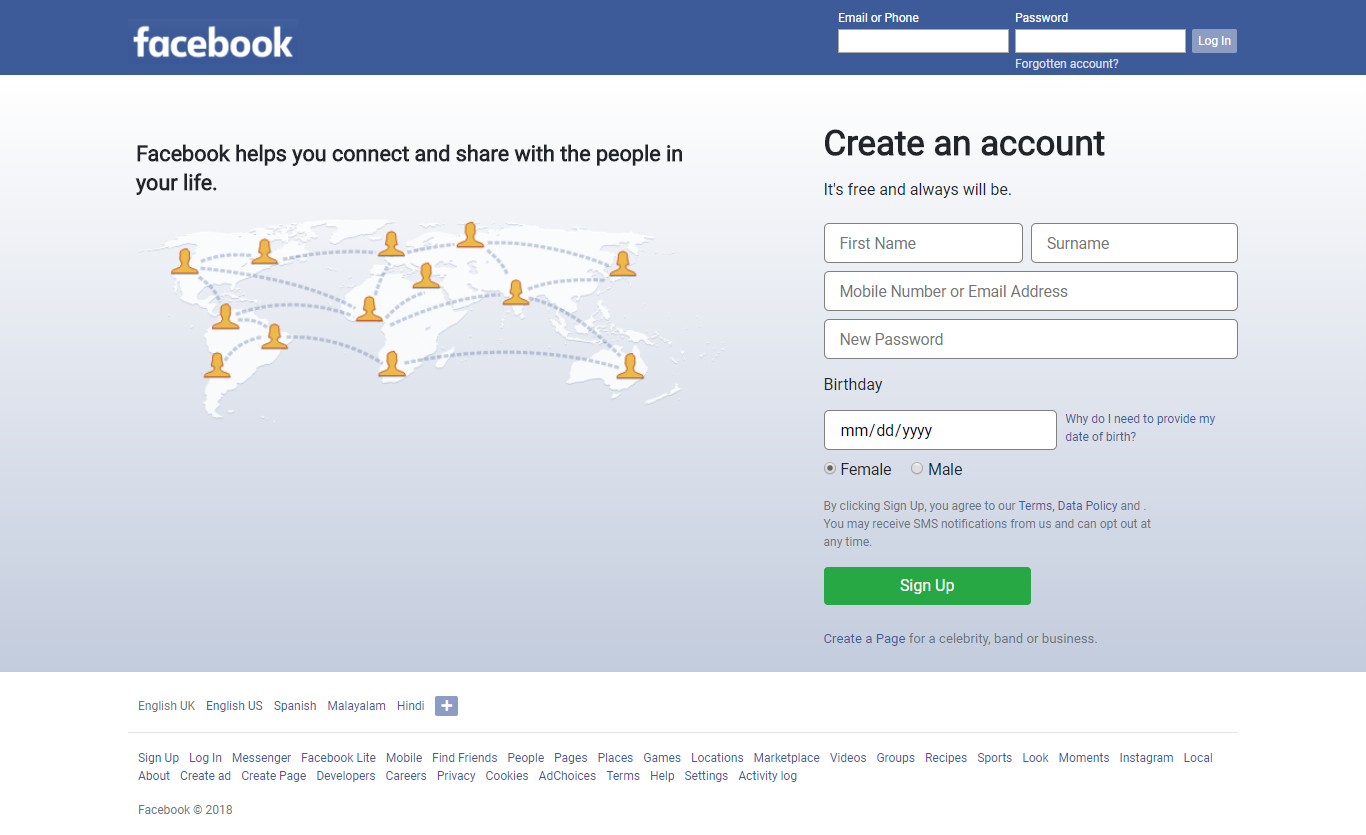 facebook
Email or Phone
Password
Log In
Forgotten account?
Facebook helps you connect and share with the people in
your life.
Create an account
It's free and always will be.
First Name
Surname
Mobile Number or Email Address
New Password
Birthday
mm/dd/yyyy
Why do I need to provide my
date of birth?
Female
Male
By clicking Sign Up, you agree to our Terms, Data Policy and .
You may receive SMS notifications from us and can opt out at
any time.
Sign Up
Create a Page for a celebrity, band or business.
English UK English US Spanish Malayalam Hindi +
Sign Up Log In Messenger Facebook Lite Mobile Find Friends People Pages Places Games Locations Marketplace Videos Groups Recipes Sports Look Moments Instagram Local
About Create ad Create Page Developers Careers Privacy Cookies AdChoices Terms Help Settings Activity log
Facebook © 2018